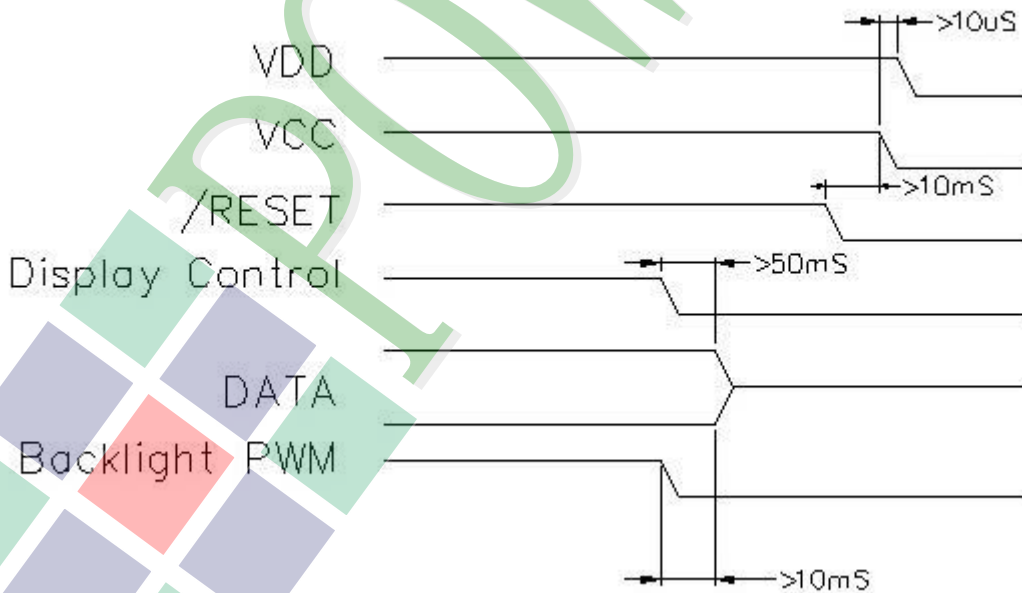 >10uS
VDD
VCC
>10mS
/RESET
Display Control
>50mS
DATA
Backlight PWM
>10mS